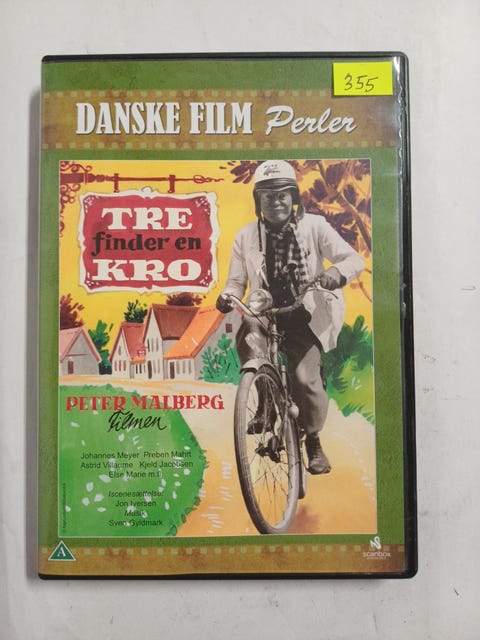 355
DANSKE FILM Perler
TRE
finder en
KRO
PETER MALBERG
filmen
Johannes Meyer Preben Mahrt
Astrid Villaume Kjeld Jacobsen
Else Marie m.fl.
Iscenesættelse:
Jon Iversen
Musik:
Sven Gyldmark
A
scanbox